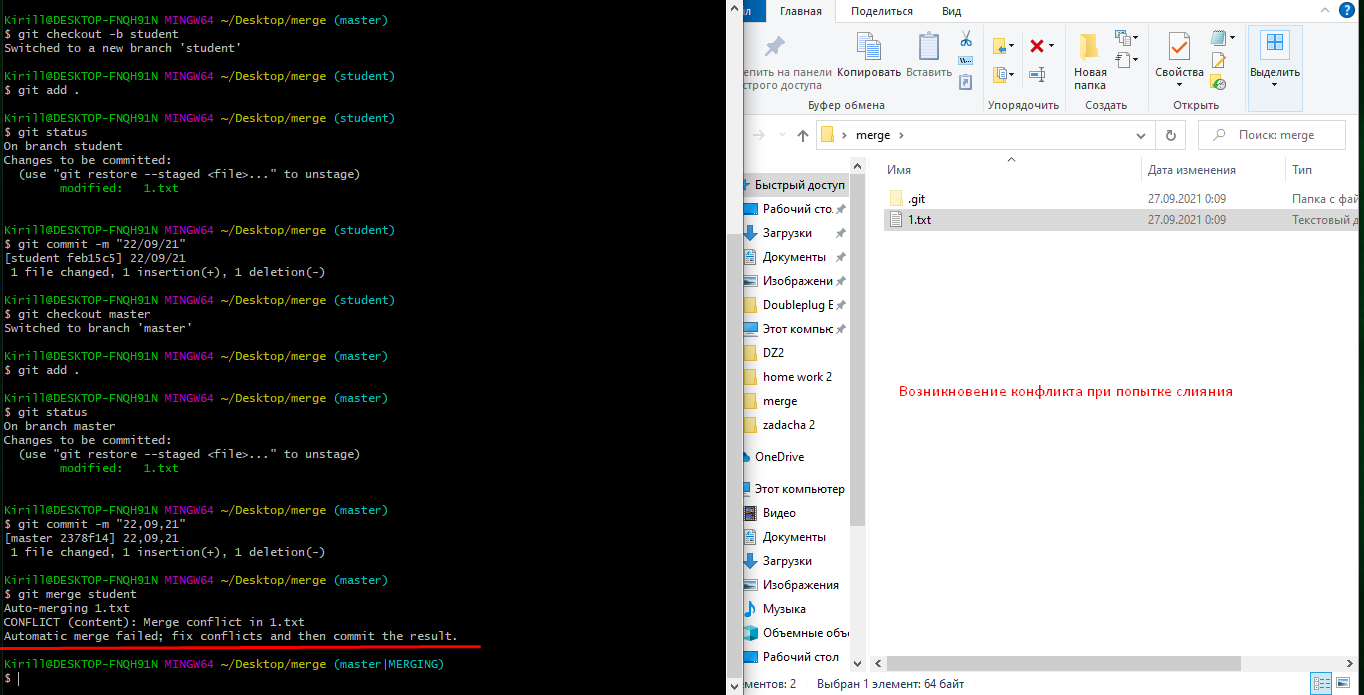 Kirill@DESKTOP-FNQH91N MINGW64 ~/Desktop/merge (master)
$ git checkout -b student
Switched to a new branch 'student'
Kirill@DESKTOP-FNQH91N MINGW64 ~/Desktop/merge (student)
$ git add .
Kirill@DESKTOP-FNQH91N MINGW64 ~/Desktop/merge (student)
$ git status
On branch student
Changes to be committed:
(use "git restore --staged <file>..." to unstage)
modified: 1.txt
Kirill@DESKTOP-FNQH91N MINGW64 ~/Desktop/merge (student)
$ git commit -m "22/09/21"
[student feb15c5] 22/09/21
1 file changed, 1 insertion(+), 1 deletion(-)
Kirill@DESKTOP-FNQH91N MINGW64 ~/Desktop/merge (student)
$ git checkout master
Switched to branch 'master'
Kirill@DESKTOP-FNQH91N MINGW64 ~/Desktop/merge (master)
$ git add .
Kirill@DESKTOP-FNQH91N MINGW64 ~/Desktop/merge (master)
$ git status
On branch master
Changes to be committed:
(use "git restore --staged <file>..." to unstage)
modified: 1.txt
Kirill@DESKTOP-FNQH91N MINGW64 ~/Desktop/merge (master)
$ git commit -m "22,09,21"
[master 2378f14] 22,09,21
1 file changed, 1 insertion(+), 1 deletion(-)
Kirill@DESKTOP-FNQH91N MINGW64 ~/Desktop/merge (master)
$ git merge student
Auto-merging 1.txt
CONFLICT (content): Merge conflict in 1.txt
Automatic merge failed; fix conflicts and then commit the result.
Kirill@DESKTOP-FNQH91N MINGW64 ~/Desktop/merge (master|MERGING)
$
йл Главная Поделиться Вид
епить на панели Копировать Вставить
строго доступа
Новая
папка
Свойства
Выделить
Буфер обмена Упорядочить Создать Открыть
merge
Поиск: merge
Имя Дата изменения Тип
.git 27.09.2021 0:09 Папка с фай
1.txt 27.09.2021 0:09 Текстовый д
Быстрый доступ
Рабочий сто.
Загрузки
Документы
Изображени
Doubleplug E
Этот компьк
DZ2
home work 2
merge
zadacha 2
OneDrive
Этот компьютер
Видео
Документы
Загрузки
Изображения
Музыка
Объемные объ
Рабочий стол
Возникновение конфликта при попытке слияния
ментов: 2 Выбран 1 элемент: 64 байт